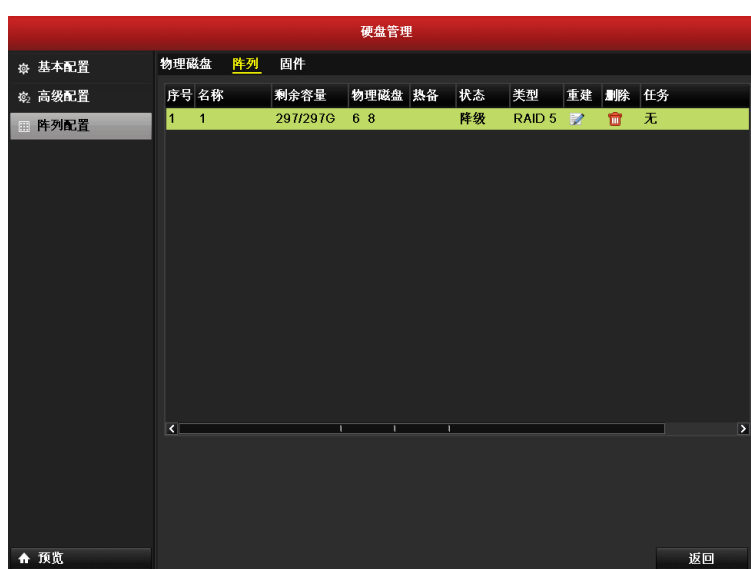 硬盘管理
基本配置
高级配置
阵列配置
物理磁盘 阵列 固件
序号 名称 剩余容量 物理磁盘 热备 状态 类型 重建 删除 任务
1 1 297/297G 6 8 降级 RAID 5 无
预览
返回